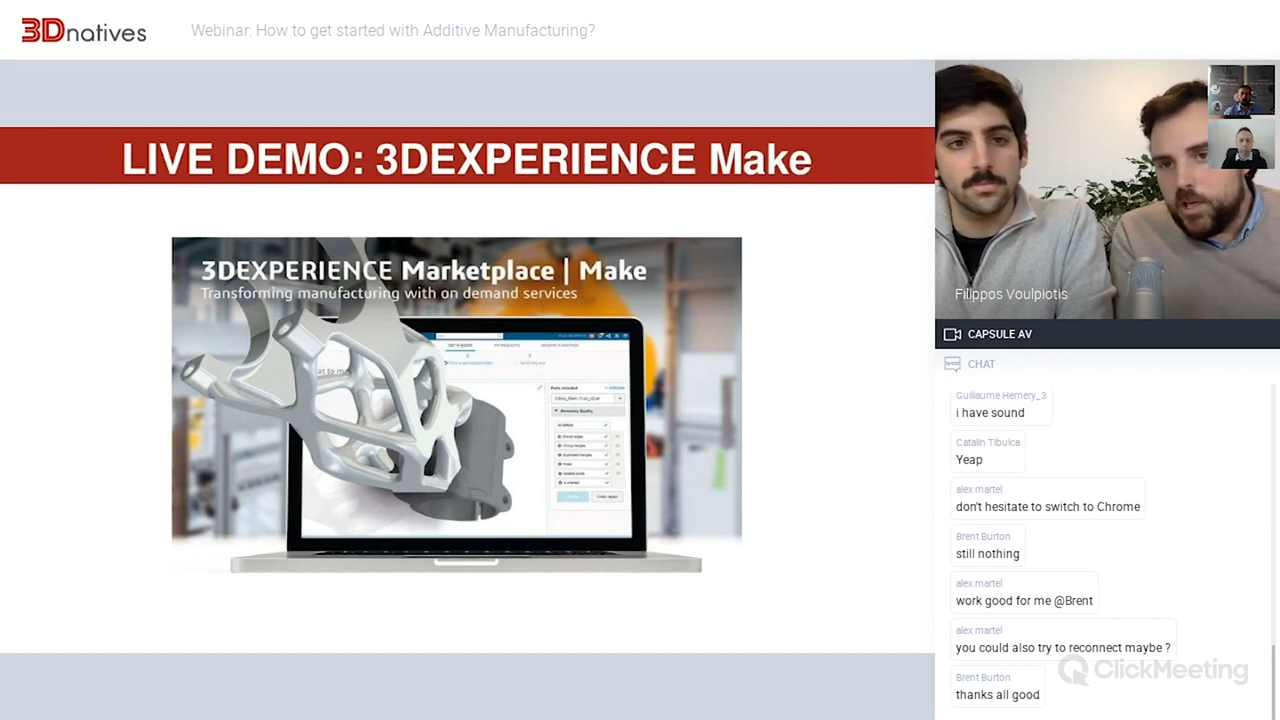 3Dnatives
Webinar: How to get started with Additive Manufacturing?
LIVE DEMO: 3DEXPERIENCE Make
3DEXPERIENCE Marketplace | Make
Transforming manufacturing with on demand services
Filippos Voulpiotis
CAPSULE AV
CHAT
Guillaume Hemery_3
i have sound
Catalin Tibulca
Yeap
alex martel
don't hesitate to switch to Chrome
Brent Burton
still nothing
alex martel
work good for me @Brent
alex martel
you could also try to reconnect maybe ?
Brent Burton
thanks all good
ClickMeeting